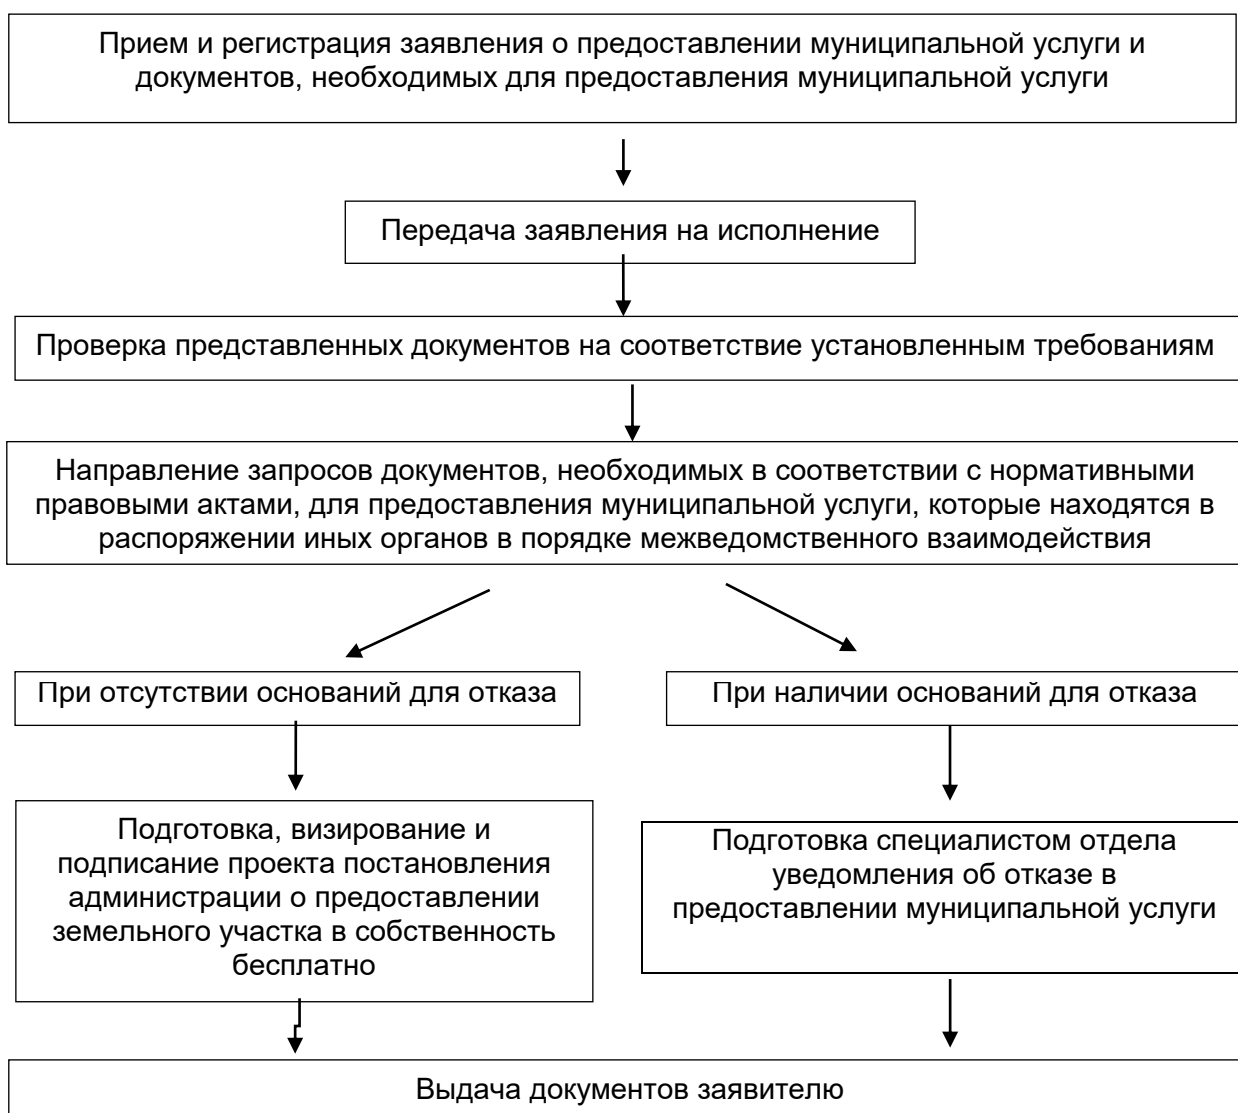 Прием и регистрация заявления о предоставлении муниципальной услуги и
документов, необходимых для предоставления муниципальной услуги
Передача заявления на исполнение
Проверка представленных документов на соответствие установленным требованиям
Направление запросов документов, необходимых в соответствии с нормативными
правовыми актами, для предоставления муниципальной услуги, которые находятся в
распоряжении иных органов в порядке межведомственного взаимодействия
При отсутствии оснований для отказа
При наличии оснований для отказа
Подготовка, визирование и
подписание проекта постановления
администрации о предоставлении
земельного участка в собственность
бесплатно
Подготовка специалистом отдела
уведомления об отказе в
предоставлении муниципальной услуги
Выдача документов заявителю